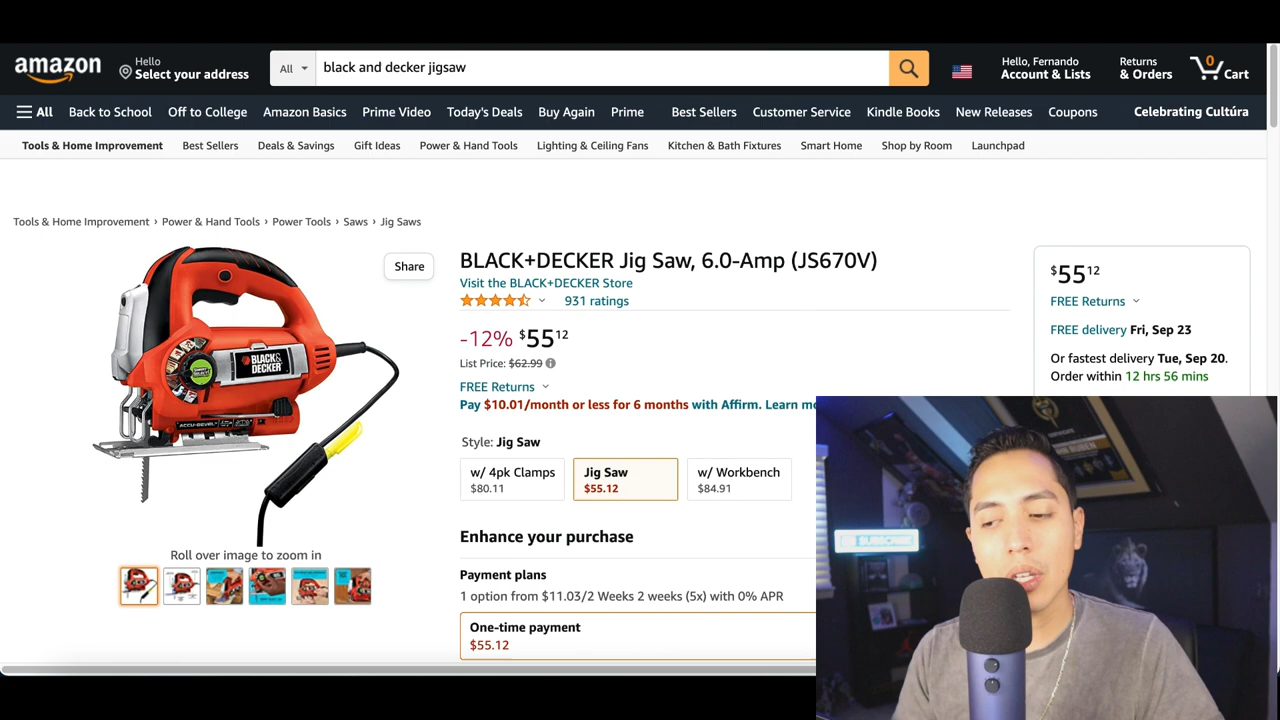 amazon
Hello
Select your address
All
black and decker jigsaw
Hello, Fernando
Account & Lists
Returns
& Orders
0
Cart
All
Back to School
Off to College
Amazon Basics
Prime Video
Today's Deals
Buy Again
Prime
Best Sellers
Customer Service
Kindle Books
New Releases
Coupons
Celebrating Cultúra
Tools & Home Improvement
Best Sellers
Deals & Savings
Gift Ideas
Power & Hand Tools
Lighting & Ceiling Fans
Kitchen & Bath Fixtures
Smart Home
Shop by Room
Launchpad
Tools & Home Improvement › Power & Hand Tools › Power Tools › Saws › Jig Saws
Share
BLACK & DECKER
ACCU-BEVEL
Roll over image to zoom in
BLACK+DECKER Jig Saw, 6.0-Amp (JS670V)
Visit the BLACK+DECKER Store
931 ratings
-12% $55 12
List Price: $62.99
FREE Returns
Pay $10.01/month or less for 6 months with Affirm. Learn mo
Style: Jig Saw
w/ 4pk Clamps
$80.11
Jig Saw
$55.12
w/ Workbench
$84.91
Enhance your purchase
Payment plans
1 option from $11.03/2 Weeks 2 weeks (5x) with 0% APR
One-time payment
$55.12
$55 12
FREE Returns
FREE delivery Fri, Sep 23
Or fastest delivery Tue, Sep 20.
Order within 12 hrs 56 mins
SUBSCRIBE